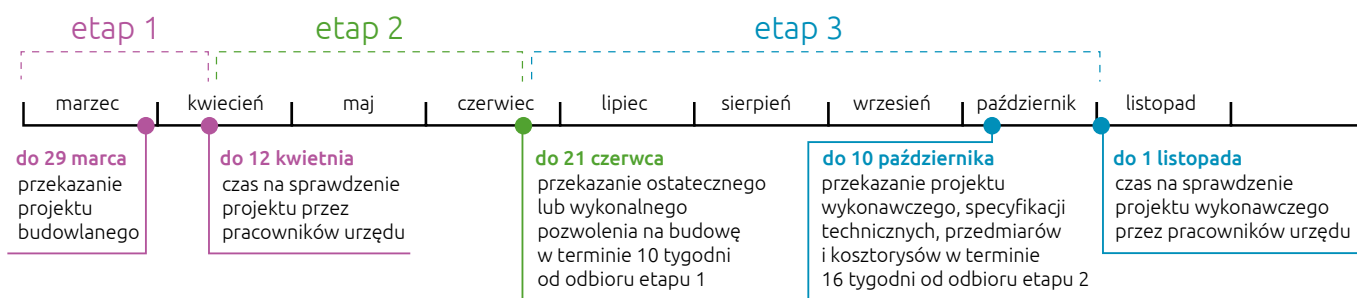 etap 1
etap 2
etap 3
marzec
kwiecień
maj
czerwiec
lipiec
sierpień
wrzesień
październik
listopad
do 29 marca
przekazanie
projektu
budowlanego
do 12 kwietnia
czas na sprawdzenie
projektu przez
pracowników urzędu
do 21 czerwca
przekazanie ostatecznego
lub wykonalnego
pozwolenia na budowę
w terminie 10 tygodni
od odbioru etapu 1
do 10 października
przekazanie projektu
wykonawczego, specyfikacji
technicznych, przedmiarów
i kosztorysów w terminie
16 tygodni od odbioru etapu 2
do 1 listopada
czas na sprawdzenie
projektu wykonawczego
przez pracowników urzędu